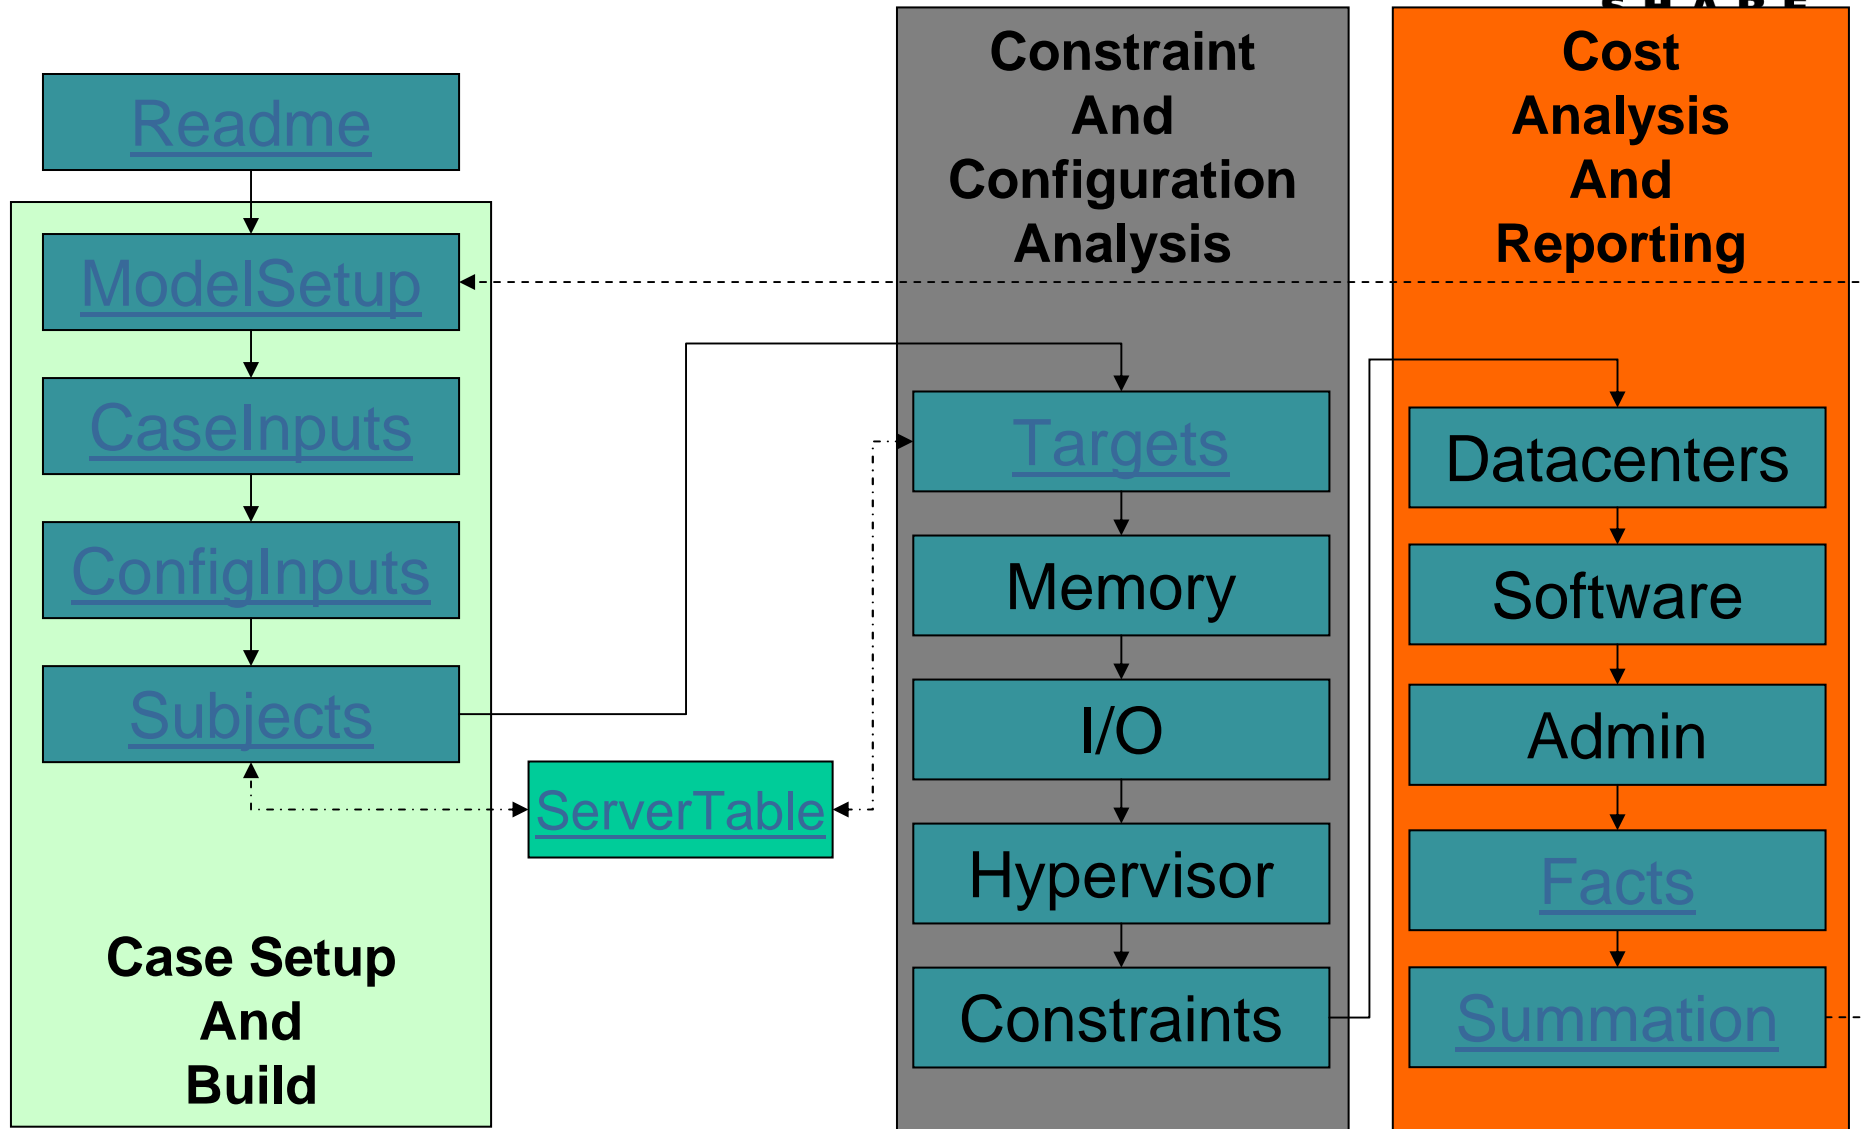 SHARE
Readme
ModelSetup
CaseInputs
ConfigInputs
Subjects
Case Setup
And
Build
ServerTable
Constraint
And
Configuration
Analysis
Targets
Memory
I/O
Hypervisor
Constraints
Cost
Analysis
And
Reporting
Datacenters
Software
Admin
Facts
Summation